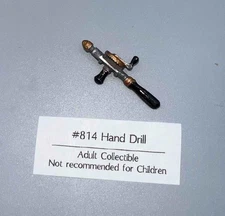 #814 Hand Drill
Adult Collectible
Not recommended for Children